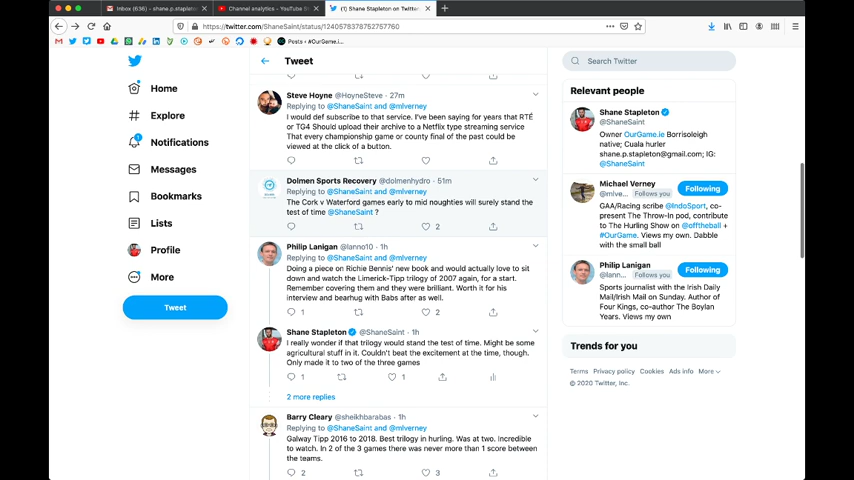 Inbox (636) - shane.p.stapleton
Channel analytics - YouTube S
(1) Shane Stapleton on Twitter
https://twitter.com/ShaneSaint/status/1240578378752757760
Posts ‹ #OurGame.i...
Home
Explore
1
Notifications
Messages
Bookmarks
Lists
Profile
More
Tweet
Tweet
Steve Hoyne @HoyneSteve · 27m
Replying to @ShaneSaint and @mlverney
I would def subscribe to that service. I've been saying for years that RTÉ
or TG4 Should upload their archive to a Netflix type streaming service
That every championship game or county final of the past could be
viewed at the click of a button.
Dolmen Sports Recovery @dolmenhydro · 51m
Replying to @ShaneSaint and @mlverney
The Cork v Waterford games early to mid noughties will surely stand the
test of time @ShaneSaint ?
2
Philip Lanigan @lanno10 · 1h
Replying to @ShaneSaint and @mlverney
Doing a piece on Richie Bennis' new book and would actually love to sit
down and watch the Limerick-Tipp trilogy of 2007 again, for a start.
Remember covering them and they were brilliant. Worth it for his
interview and bearhug with Babs after as well.
1 2
Shane Stapleton @ShaneSaint · 1h
I really wonder if that trilogy would stand the test of time. Might be some
agricultural stuff in it. Couldn't beat the excitement at the time, though.
Only made it to two of the three games
1 1
2 more replies
Barry Cleary @sheikhbarabas · 1h
Replying to @ShaneSaint and @mlverney
Galway Tipp 2016 to 2018. Best trilogy in hurling. Was at two. Incredible
to watch. In 2 of the 3 games there was never more than 1 score between
the teams.
2 3
Search Twitter
Relevant people
Shane Stapleton
@ShaneSaint
Owner OurGame.ie Borrisoleigh
native; Cuala hurler
shane.p.stapleton@gmail.com; IG:
@ShaneSaint
Michael Verney
@mlve... Follows you
Following
GAA/Racing scribe @IndoSport, co-
present The Throw-in pod, contribute
to The Hurling Show on @offtheball +
#OurGame. Views my own. Dabble
with the small ball
Philip Lanigan
@lann... Follows you
Following
Sports journalist with the Irish Daily
Mail/Irish Mail on Sunday. Author of
Four Kings, co-author The Boylan
Years. Views my own
Trends for you
Terms Privacy policy Cookies Ads info More
© 2020 Twitter, Inc.